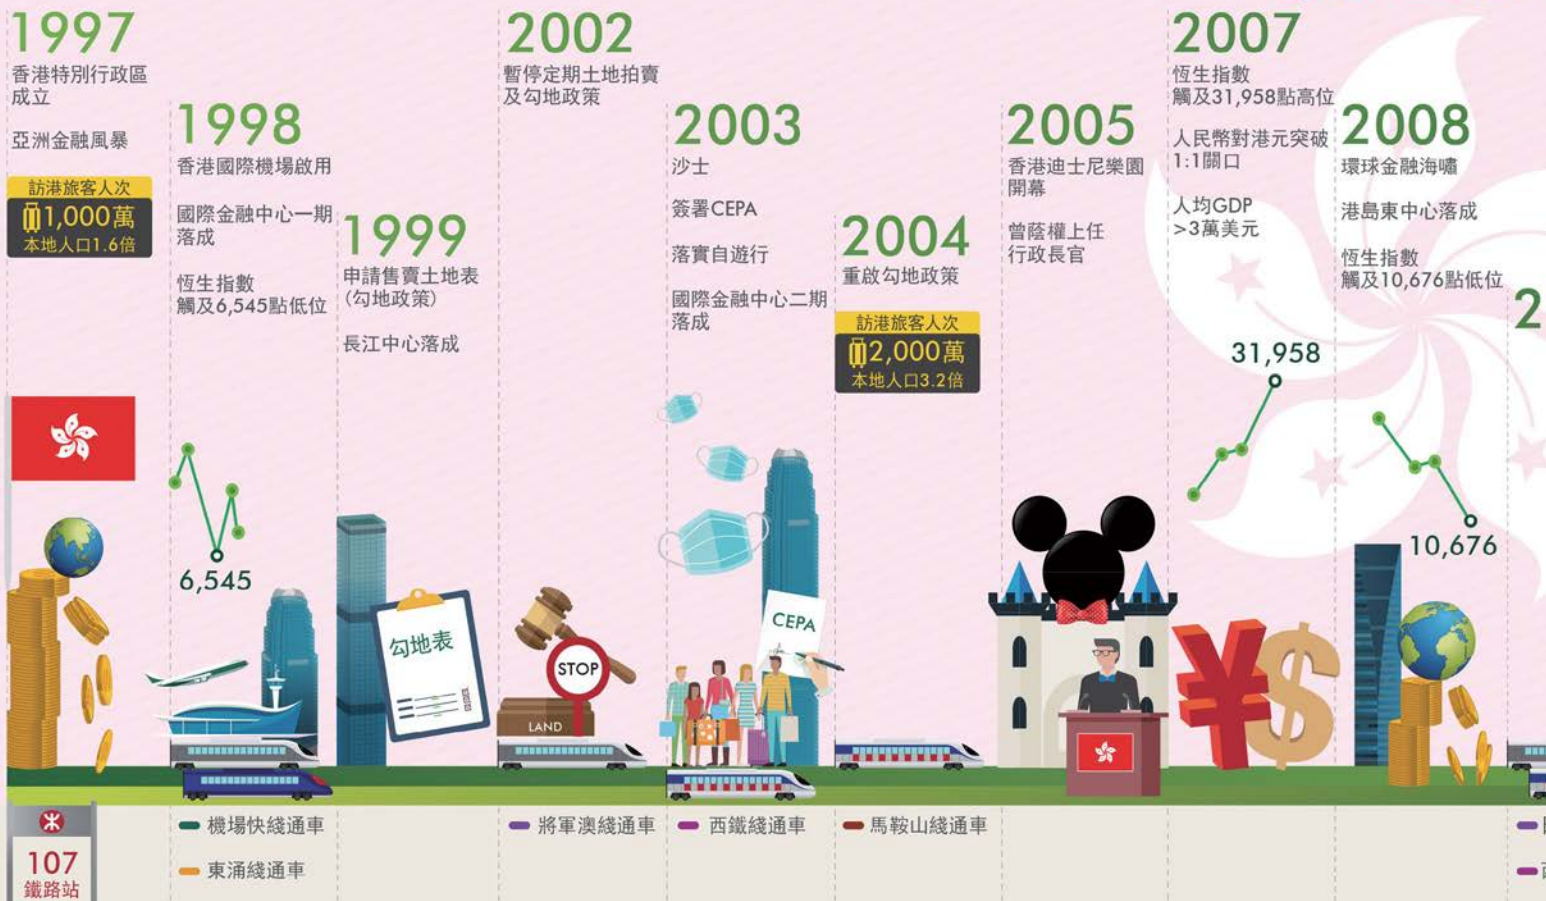 1997
香港特別行政區
成立
亞洲金融風暴
訪港旅客人次
1,000萬
本地人口1.6倍
1998
香港國際機場啟用
國際金融中心一期
落成
恆生指數
觸及6,545點低位
6,545
1999
申請售賣土地表
(勾地政策)
長江中心落成
勾地表
2002
暫停定期土地拍賣
及勾地政策
STOP
LAND
2003
沙士
簽署CEPA
落實自遊行
國際金融中心二期
落成
CEPA
2004
重啟勾地政策
訪港旅客人次
2,000萬
本地人口3.2倍
2005
香港迪士尼樂園
開幕
曾蔭權上任
行政長官
2007
恆生指數
觸及31,958點高位
人民幣對港元突破
1:1關口
人均GDP
>3萬美元
31,958
¥$
2008
環球金融海嘯
港島東中心落成
恆生指數
觸及10,676點低位
10,676
2
107
鐵路站
機場快綫通車
東涌綫通車
將軍澳綫通車
西鐵綫通車
馬鞍山綫通車